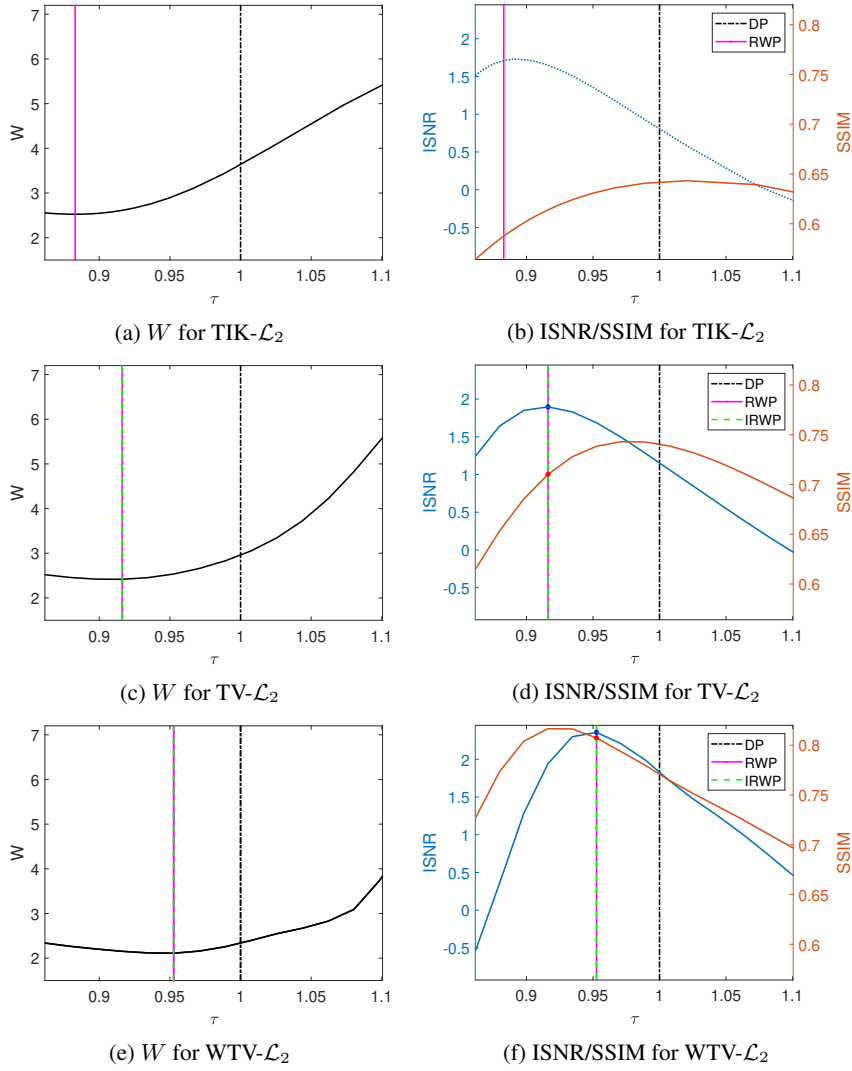 7
6
5
4
3
2
W
0.9 0.95 1 1.05 1.1
τ
(a) W for TIK-ℒ₂
2
1.5
1
0.5
0
-0.5
ISNR
DP
RWP
0.8
0.75
0.7
0.65
0.6
SSIM
0.9 0.95 1 1.05 1.1
τ
(b) ISNR/SSIM for TIK-ℒ₂
7
6
5
4
3
2
W
0.9 0.95 1 1.05 1.1
τ
(c) W for TV-ℒ₂
2
1.5
1
0.5
0
-0.5
ISNR
DP
RWP
IRWP
0.8
0.75
0.7
0.65
0.6
SSIM
0.9 0.95 1 1.05 1.1
τ
(d) ISNR/SSIM for TV-ℒ₂
7
6
5
4
3
2
W
0.9 0.95 1 1.05 1.1
τ
(e) W for WTV-ℒ₂
2
1.5
1
0.5
0
-0.5
ISNR
DP
RWP
IRWP
0.8
0.75
0.7
0.65
0.6
SSIM
0.9 0.95 1 1.05 1.1
τ
(f) ISNR/SSIM for WTV-ℒ₂